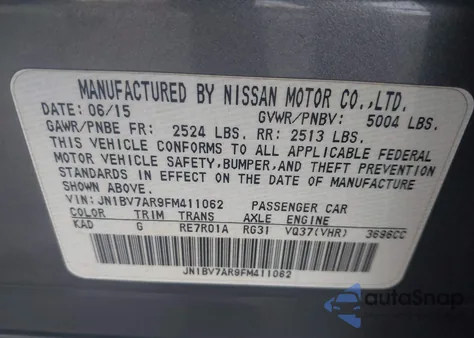 MANUFACTURED BY NISSAN MOTOR CO.,LTD.
DATE: 06/15 GVWR/PNBV: 5004 LBS.
GAWR/PNBE FR: 2524 LBS. RR: 2513 LBS.
THIS VEHICLE CONFORMS TO ALL APPLICABLE FEDERAL
MOTOR VEHICLE SAFETY, BUMPER, AND THEFT PREVENTION
STANDARDS IN EFFECT ON THE DATE OF MANUFACTURE
SHOWN ABOVE.
VIN: JN1BV7AR9FM411062 PASSENGER CAR
COLOR TRIM TRANS AXLE ENGINE
KAD G RE7R01A RG31 VQ37(VHR) 3696CC
JN1BV7AR9FM411062
autoSnap